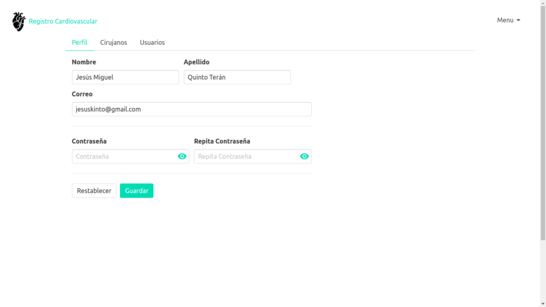 Registro Cardiovascular
Menu
Perfil Cirujanos Usuarios
Nombre Apellido
Jesús Miguel Quinto Terán
Correo
jesuskinto@gmail.com
Contraseña Repita Contraseña
Contraseña Repita Contraseña
Restablecer Guardar